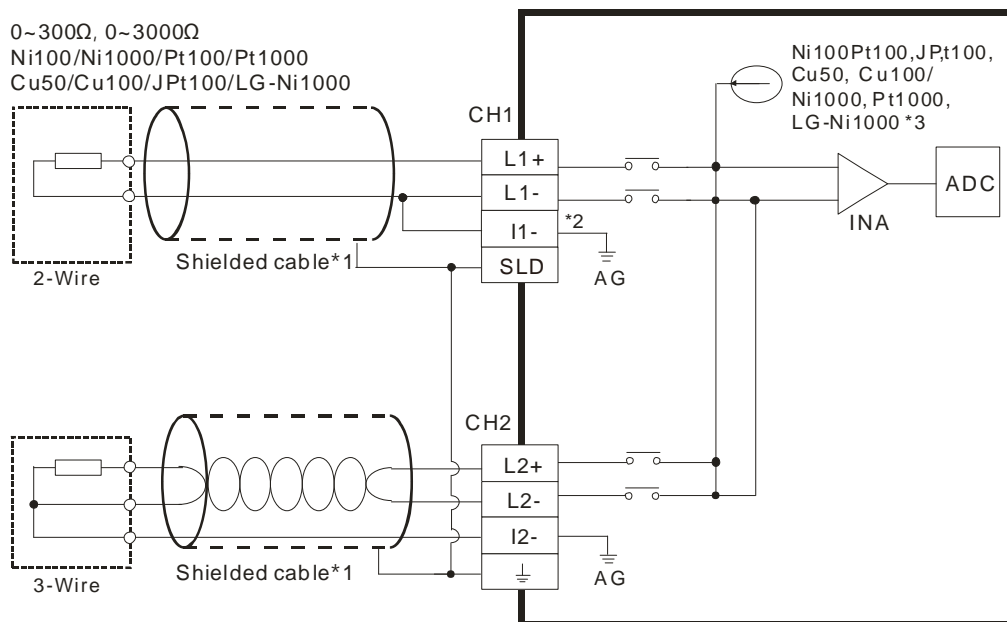 0~300Ω, 0~3000Ω
Ni100/Ni1000/Pt100/Pt1000
Cu50/Cu100/JPt100/LG-Ni1000
Ni100Pt100,JP,t100,
Cu50, Cu100/
Ni1000, Pt1000,
LG-Ni1000 *3
CH1
L1+
L1-
I1-
*2
SLD
AG
INA
ADC
Shielded cable*1
2-Wire
CH2
L2+
L2-
I2-
AG
Shielded cable*1
3-Wire